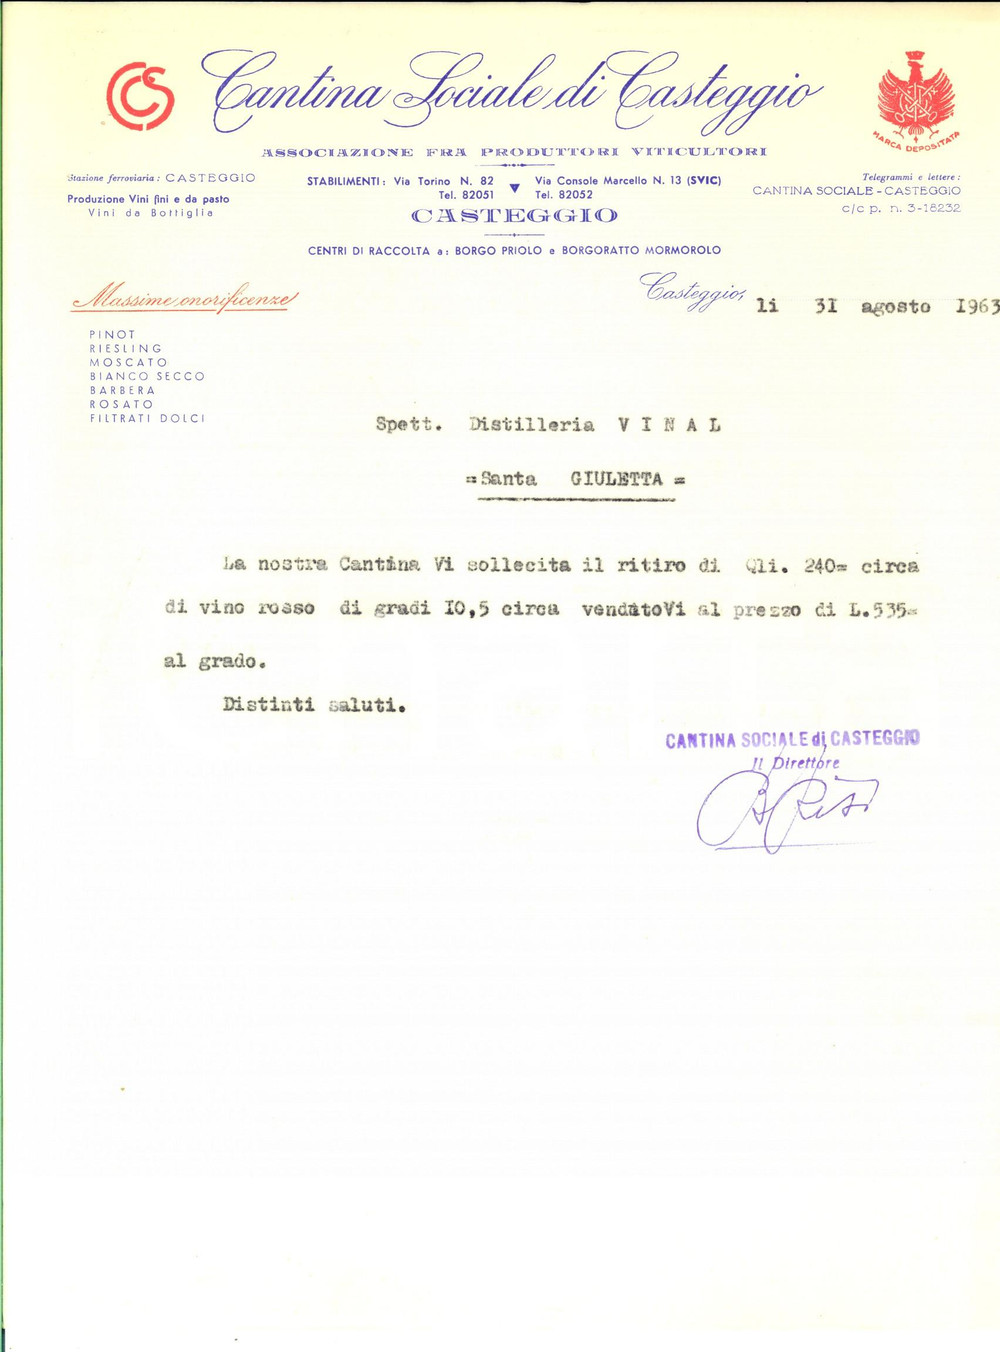 CCS
Cantina Sociale di Casteggio
MARCA DEPOSITATA
ASSOCIAZIONE FRA PRODUTTORI VITICULTORI
Stazione ferroviaria: CASTEGGIO
Produzione Vini fini e da pasto
Vini da Bottiglia
STABILIMENTI: Via Torino N. 82
Tel. 82051
Via Console Marcello N. 13 (SVIC)
Tel. 82052
CASTEGGIO
Telegrammi e lettere:
CANTINA SOCIALE - CASTEGGIO
c/c p. n. 3-18232
CENTRI DI RACCOLTA a: BORGO PRIOLO e BORGORATTO MORMOROLO
Massime onorificenze
Casteggio, li 31 agosto 1963
PINOT
RIESLING
MOSCATO
BIANCO SECCO
BARBERA
ROSATO
FILTRATI DOLCI
Spett. Distilleria V I N A L
=Santa GIULETTA =
La nostra Cantina Vi sollecita il ritiro di Qli. 240= circa
di vino rosso di gradi IO,5 circa vendutoVi al prezzo di L.535=
al grado.
Distinti saluti.
CANTINA SOCIALE di CASTEGGIO
Il Direttore